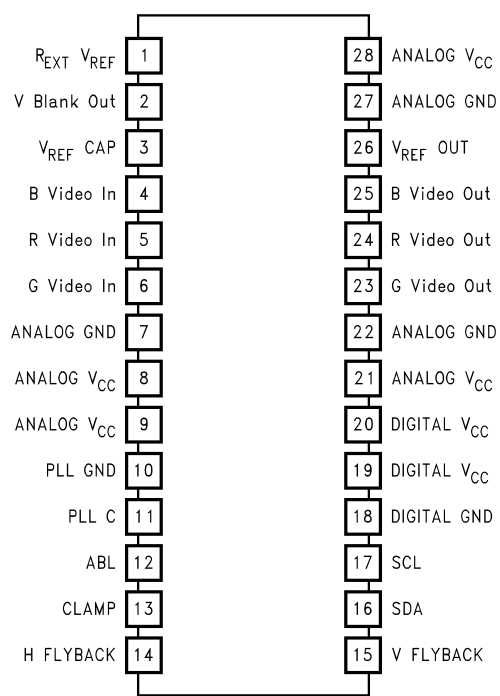 R_EXT V_REF 1 28 ANALOG V_CC
V Blank Out 2 27 ANALOG GND
V_REF CAP 3 26 V_REF OUT
B Video In 4 25 B Video Out
R Video In 5 24 R Video Out
G Video In 6 23 G Video Out
ANALOG GND 7 22 ANALOG GND
ANALOG V_CC 8 21 ANALOG V_CC
ANALOG V_CC 9 20 DIGITAL V_CC
PLL GND 10 19 DIGITAL V_CC
PLL C 11 18 DIGITAL GND
ABL 12 17 SCL
CLAMP 13 16 SDA
H FLYBACK 14 15 V FLYBACK